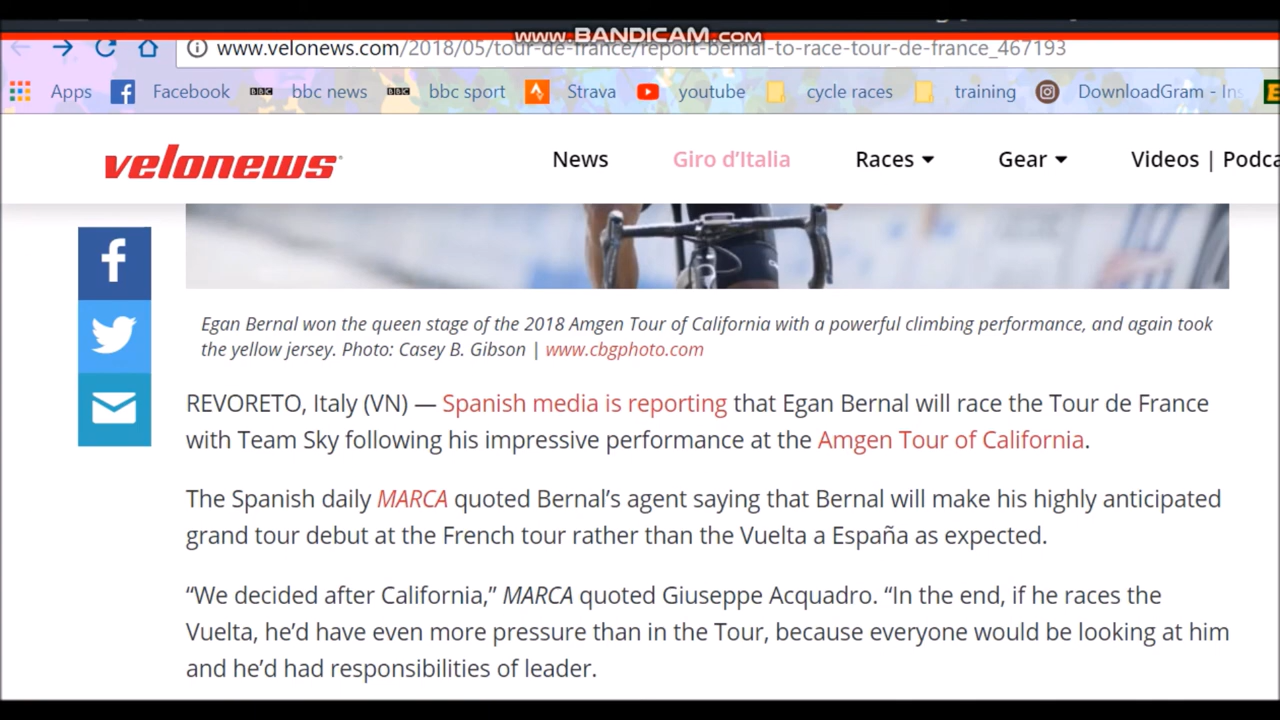 www.BANDICAM.com
www.velonews.com/2018/05/tour-de-france/report-bernal-to-race-tour-de-france_467193
Apps Facebook BBC bbc news BBC bbc sport Strava youtube cycle races training DownloadGram - Ins
velonews News Giro d’Italia Races Gear Videos | Podca
Egan Bernal won the queen stage of the 2018 Amgen Tour of California with a powerful climbing performance, and again took
the yellow jersey. Photo: Casey B. Gibson | www.cbgphoto.com
REVORETO, Italy (VN) — Spanish media is reporting that Egan Bernal will race the Tour de France
with Team Sky following his impressive performance at the Amgen Tour of California.
The Spanish daily MARCA quoted Bernal’s agent saying that Bernal will make his highly anticipated
grand tour debut at the French tour rather than the Vuelta a España as expected.
“We decided after California,” MARCA quoted Giuseppe Acquadro. “In the end, if he races the
Vuelta, he’d have even more pressure than in the Tour, because everyone would be looking at him
and he’d had responsibilities of leader.